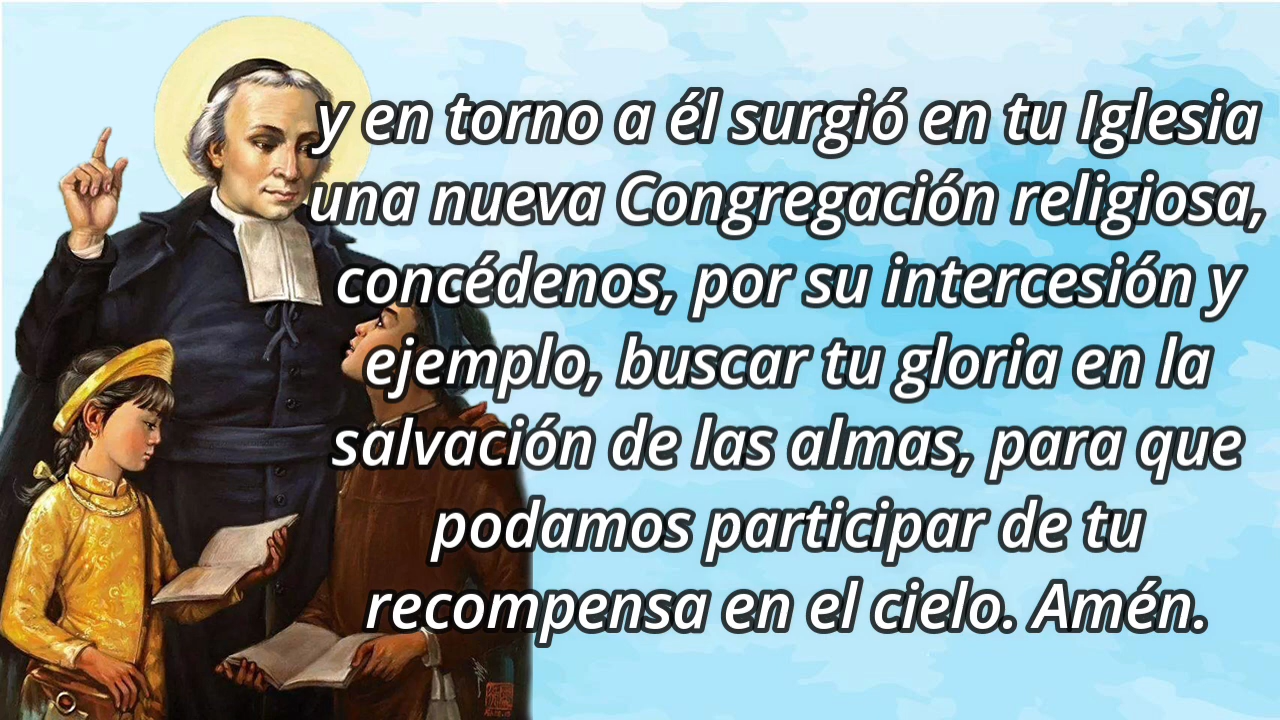 y en torno a él surgió en tu Iglesia
una nueva Congregación religiosa,
concédenos, por su intercesión y
ejemplo, buscar tu gloria en la
salvación de las almas, para que
podamos participar de tu
recompensa en el cielo. Amén.